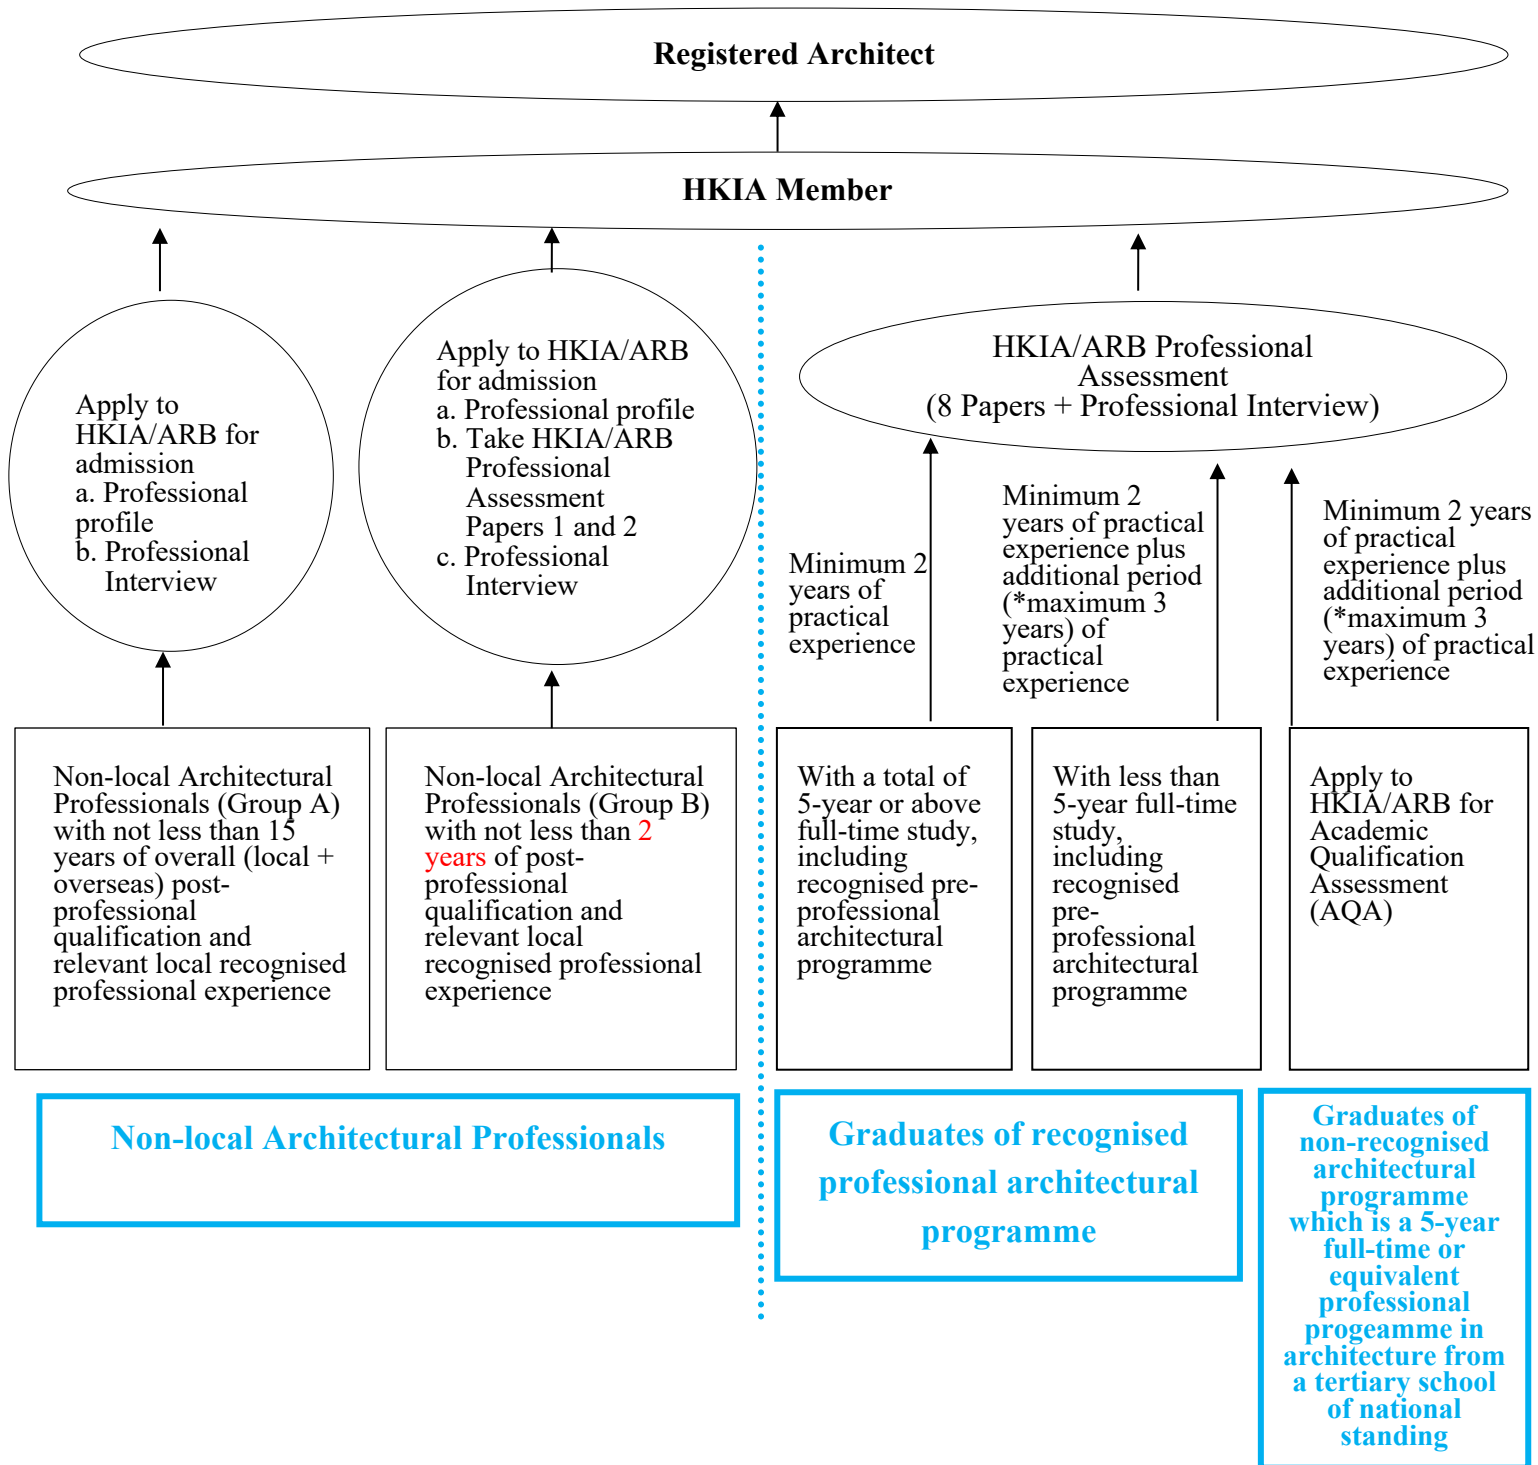 Registered Architect
HKIA Member
Apply to
HKIA/ARB for
admission
a. Professional
profile
b. Professional
Interview
Apply to HKIA/ARB
for admission
a. Professional profile
b. Take HKIA/ARB
Professional
Assessment
Papers 1 and 2
c. Professional
Interview
HKIA/ARB Professional
Assessment
(8 Papers + Professional Interview)
Minimum 2
years of
practical
experience
Minimum 2
years of practical
experience plus
additional period
(*maximum 3
years) of
practical
experience
Minimum 2 years
of practical
experience plus
additional period
(*maximum 3
years) of practical
experience
Non-local Architectural
Professionals (Group A)
with not less than 15
years of overall (local +
overseas) post-
professional
qualification and
relevant local recognised
professional experience
Non-local Architectural
Professionals (Group B)
with not less than 2
years of post-
professional
qualification and
relevant local
recognised professional
experience
With a total of
5-year or above
full-time study,
including
recognised pre-
professional
architectural
programme
With less than
5-year full-time
study,
including
recognised
pre-
professional
architectural
programme
Apply to
HKIA/ARB for
Academic
Qualification
Assessment
(AQA)
Non-local Architectural Professionals
Graduates of recognised
professional architectural
programme
Graduates of
non-recognised
architectural
programme
which is a 5-year
full-time or
equivalent
professional
progeamme in
architecture from
a tertiary school
of national
standing